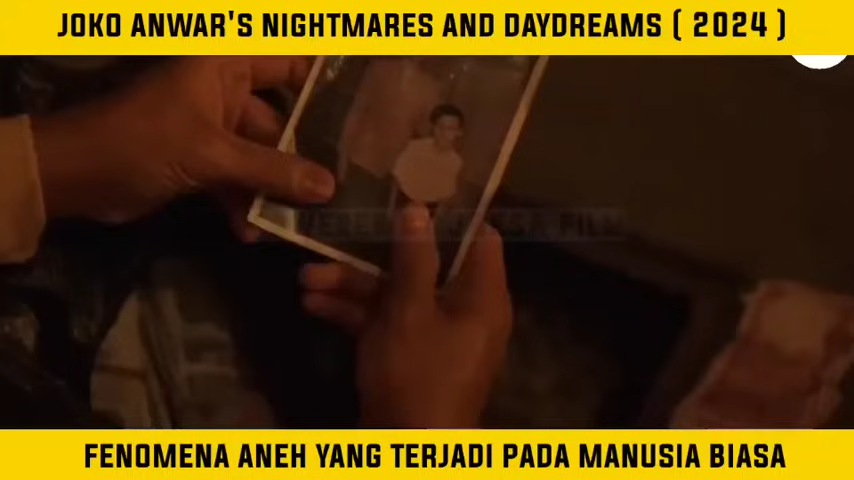 JOKO ANWAR'S NIGHTMARES AND DAYDREAMS ( 2024 )
FENOMENA ANEH YANG TERJADI PADA MANUSIA BIASA